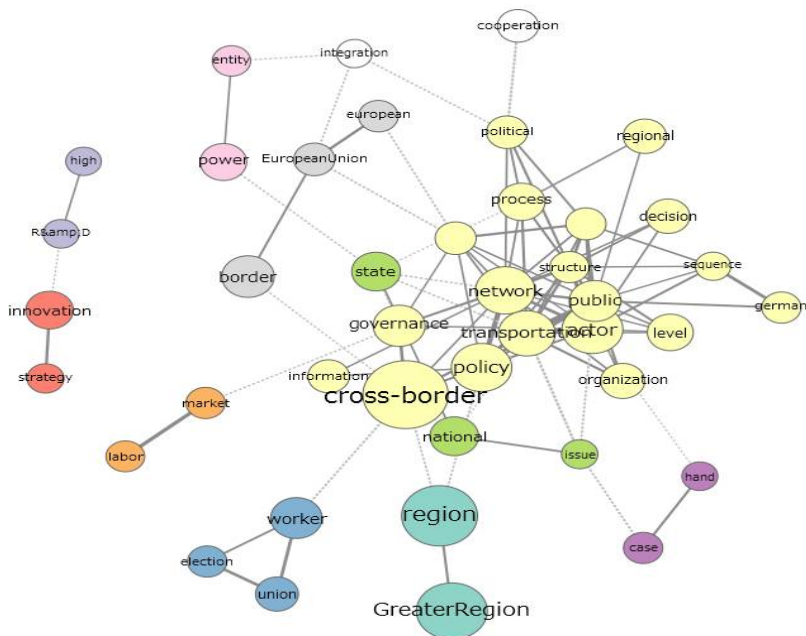 cooperation
entity
integration
european
political
regional
high
power
EuropeanUnion
process
decision
R&amp;D
border
state
structure
sequence
network
public
german
innovation
governance
transportation
actor
level
strategy
information
policy
organization
cross-border
market
national
labor
issue
hand
region
worker
case
election
union
GreaterRegion